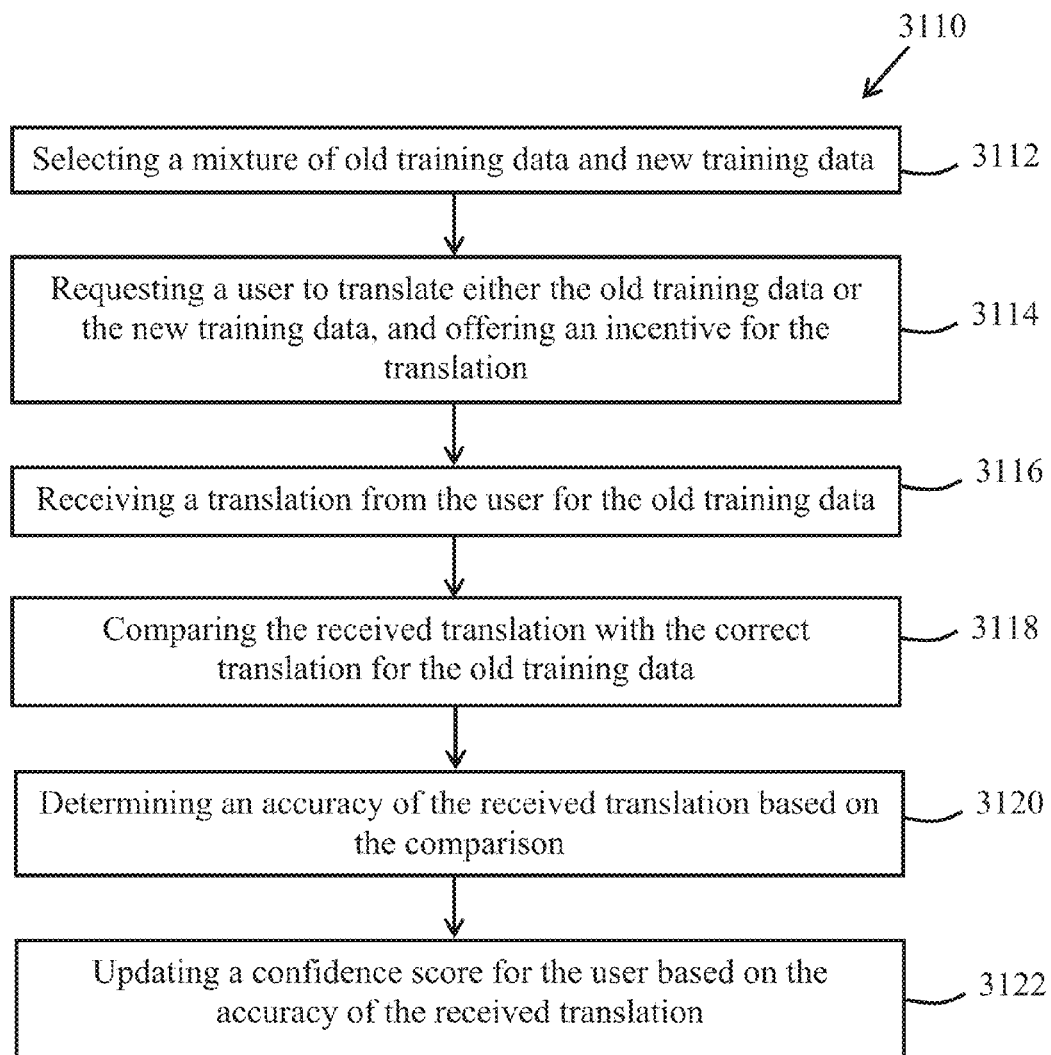 3110
Selecting a mixture of old training data and new training data
3112
Requesting a user to translate either the old training data or
the new training data, and offering an incentive for the
translation
3114
Receiving a translation from the user for the old training data
3116
Comparing the received translation with the correct
translation for the old training data
3118
Determining an accuracy of the received translation based on
the comparison
3120
Updating a confidence score for the user based on the
accuracy of the received translation
3122